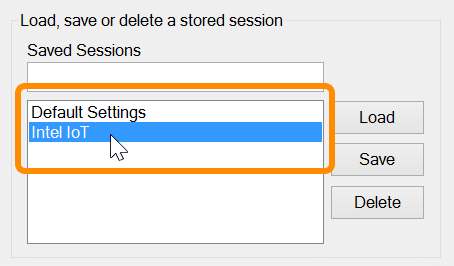 Load, save or delete a stored session
Saved Sessions
Default Settings
Intel IoT
Load
Save
Delete